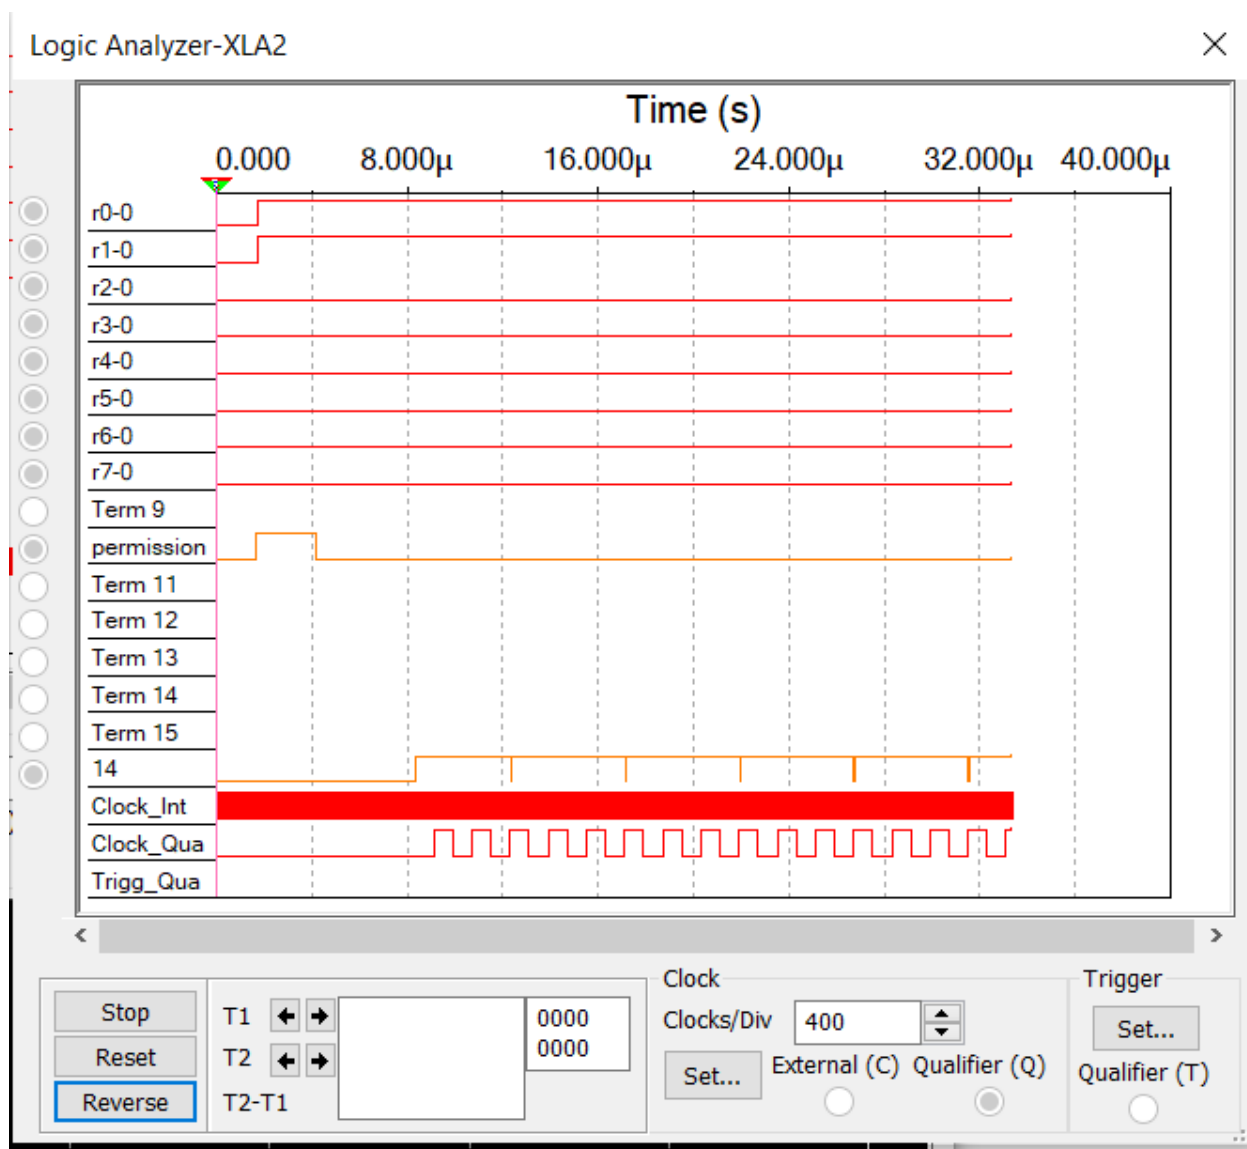 Logic Analyzer-XLA2
Time (s)
0.000 8.000µ 16.000µ 24.000µ 32.000µ 40.000µ
r0-0
r1-0
r2-0
r3-0
r4-0
r5-0
r6-0
r7-0
Term 9
permission
Term 11
Term 12
Term 13
Term 14
Term 15
14
Clock_Int
Clock_Qua
Trigg_Qua
Stop
Reset
Reverse
T1
T2
T2-T1
0000
0000
Clock
Clocks/Div 400
Set...
External (C) Qualifier (Q)
Trigger
Set...
Qualifier (T)